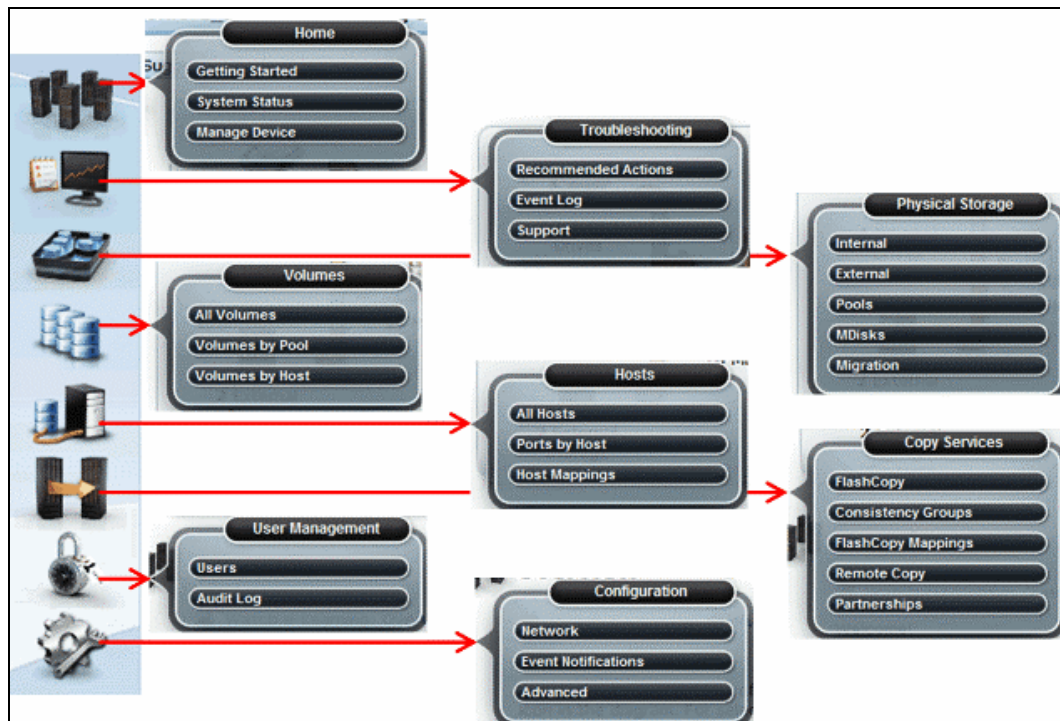 Home
Getting Started
System Status
Manage Device
Troubleshooting
Recommended Actions
Event Log
Support
Physical Storage
Internal
External
Pools
MDisks
Migration
Volumes
All Volumes
Volumes by Pool
Volumes by Host
Hosts
All Hosts
Ports by Host
Host Mappings
Copy Services
FlashCopy
Consistency Groups
FlashCopy Mappings
Remote Copy
Partnerships
User Management
Users
Audit Log
Configuration
Network
Event Notifications
Advanced